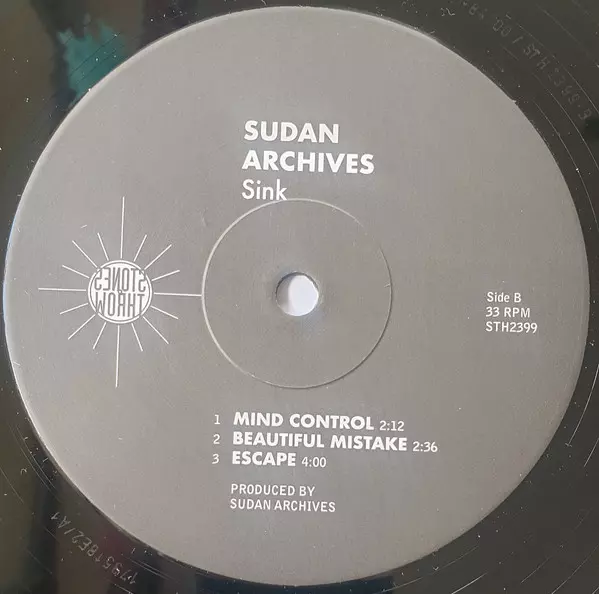 SUDAN
ARCHIVES
Sink
STONES
THROW
Side B
33 RPM
STH2399
1 MIND CONTROL 2:12
2 BEAUTIFUL MISTAKE 2:36
3 ESCAPE 4:00
PRODUCED BY
SUDAN ARCHIVES